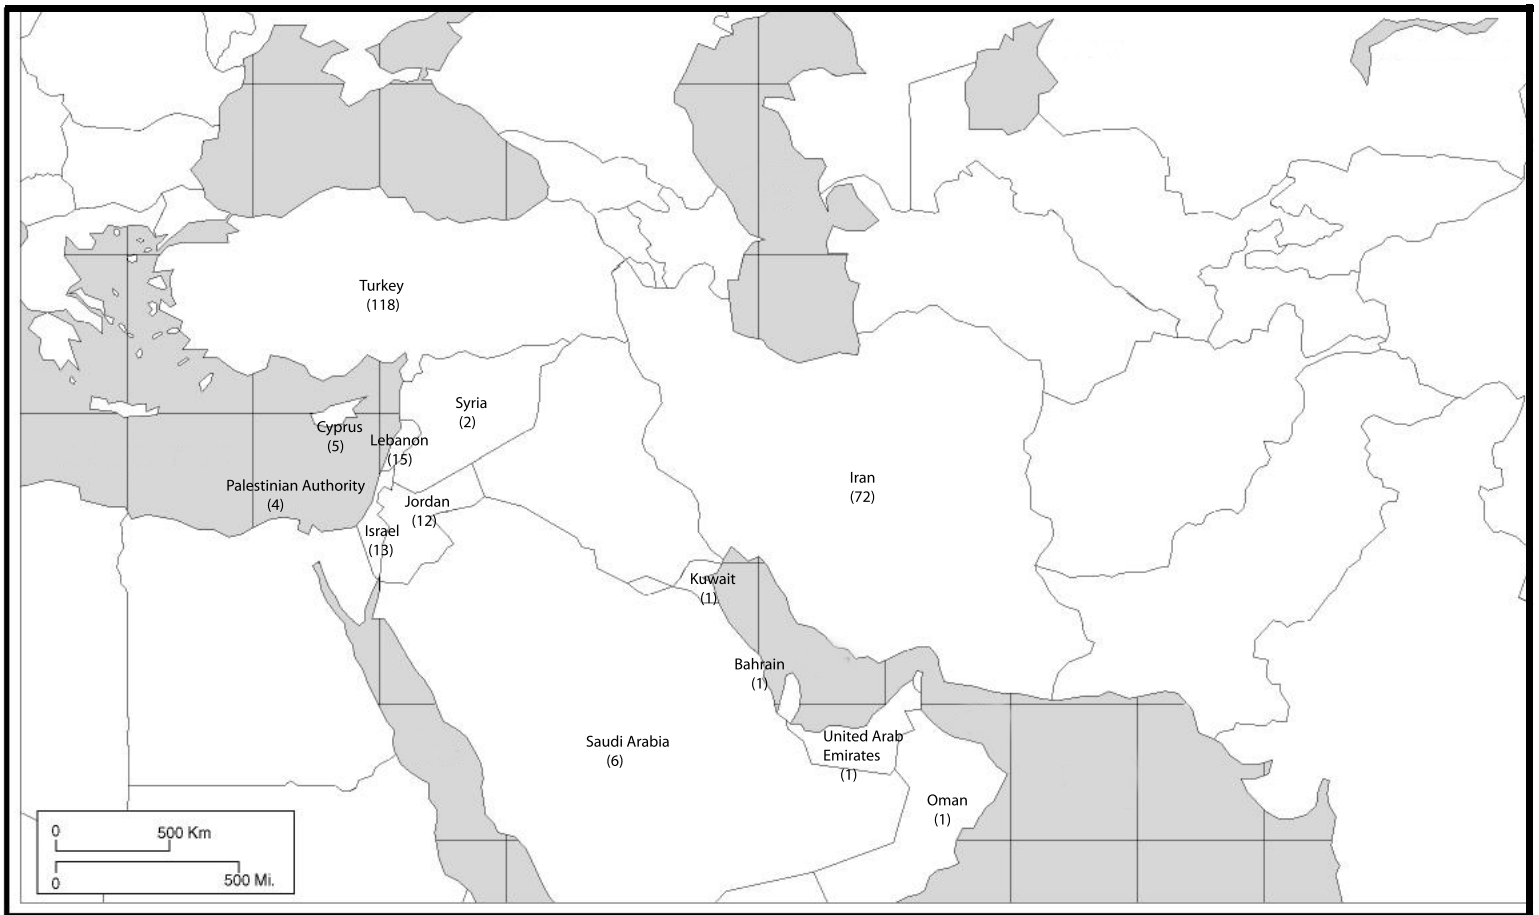 Turkey
(118)
Syria
(2)
Cyprus
(5)
Lebanon
(15)
Iran
(72)
Palestinian Authority
(4)
Jordan
(12)
Israel
(13)
Kuwait
(1)
Bahrain
(1)
Saudi Arabia
(6)
United Arab
Emirates
(1)
Oman
(1)
0 500 Km
0 500 Mi.